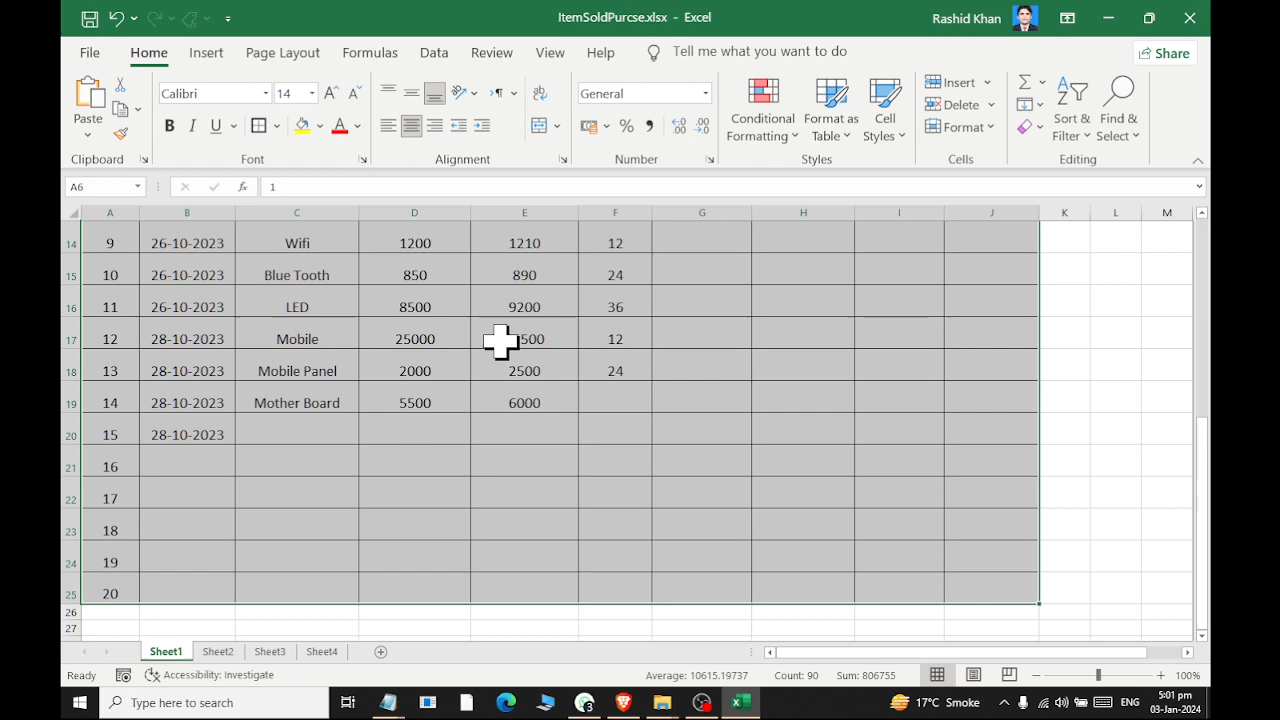 ItemSoldPurcse.xlsx - Excel
Rashid Khan
File Home Insert Page Layout Formulas Data Review View Help Tell me what you want to do Share
Paste
Calibri 14
General
Conditional Formatting
Format as Table
Cell Styles
Insert
Delete
Format
Sort & Filter
Find & Select
Clipboard Font Alignment Number Styles Cells Editing
A6 fx 1
A B C D E F G H I J K L M
14 9 26-10-2023 Wifi 1200 1210 12
15 10 26-10-2023 Blue Tooth 850 890 24
16 11 26-10-2023 LED 8500 9200 36
17 12 28-10-2023 Mobile 25000 500 12
18 13 28-10-2023 Mobile Panel 2000 2500 24
19 14 28-10-2023 Mother Board 5500 6000
20 15 28-10-2023
21 16
22 17
23 18
24 19
25 20
26
27
Sheet1 Sheet2 Sheet3 Sheet4
Ready Accessibility: Investigate Average: 10615.19737 Count: 90 Sum: 806755 100%
Type here to search
17°C Smoke
ENG
5:01 pm
03-Jan-2024